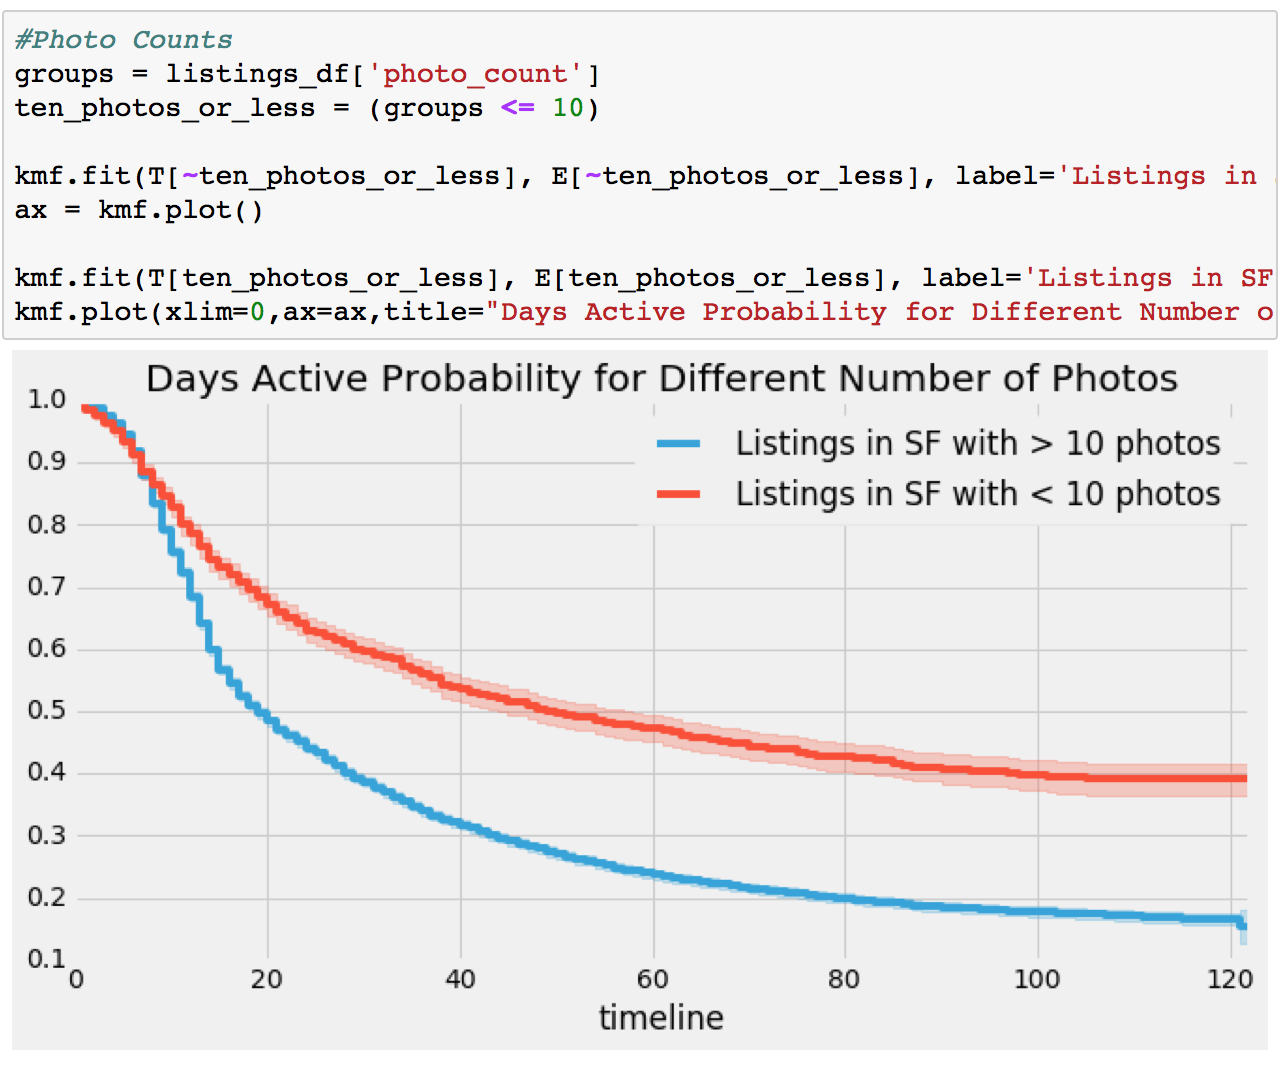 #Photo Counts
groups = listings_df['photo_count']
ten_photos_or_less = (groups <= 10)
kmf.fit(T[~ten_photos_or_less], E[~ten_photos_or_less], label='Listings in
ax = kmf.plot()
kmf.fit(T[ten_photos_or_less], E[ten_photos_or_less], label='Listings in SF
kmf.plot(xlim=0,ax=ax,title="Days Active Probability for Different Number o
Days Active Probability for Different Number of Photos
Listings in SF with > 10 photos
Listings in SF with < 10 photos
1.0
0.9
0.8
0.7
0.6
0.5
0.4
0.3
0.2
0.1
0 20 40 60 80 100 120
timeline